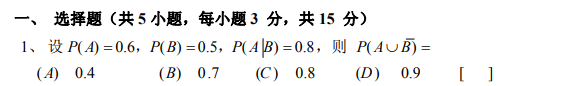 一、 选择题（共 5 小题，每小题 3 分，共 15 分）
1、设 P(A) = 0.6，P(B) = 0.5，P(A|B) = 0.8，则 P(A∪B̅) =
(A) 0.4 (B) 0.7 (C) 0.8 (D) 0.9 [ ]